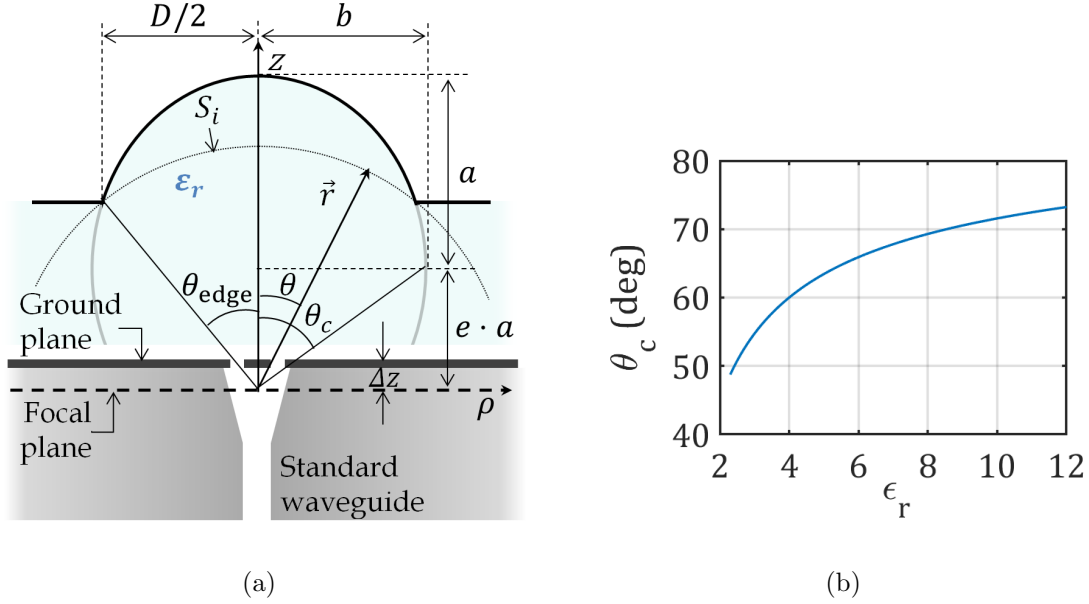 D/2
b
z
S_i
ε_r
r⃗
a
θ_edge
θ
θ_c
e · a
Ground
plane
Δz
ρ
Focal
plane
Standard
waveguide
(a)
80
70
60
50
40
θ_c (deg)
2 4 6 8 10 12
ϵ_r
(b)